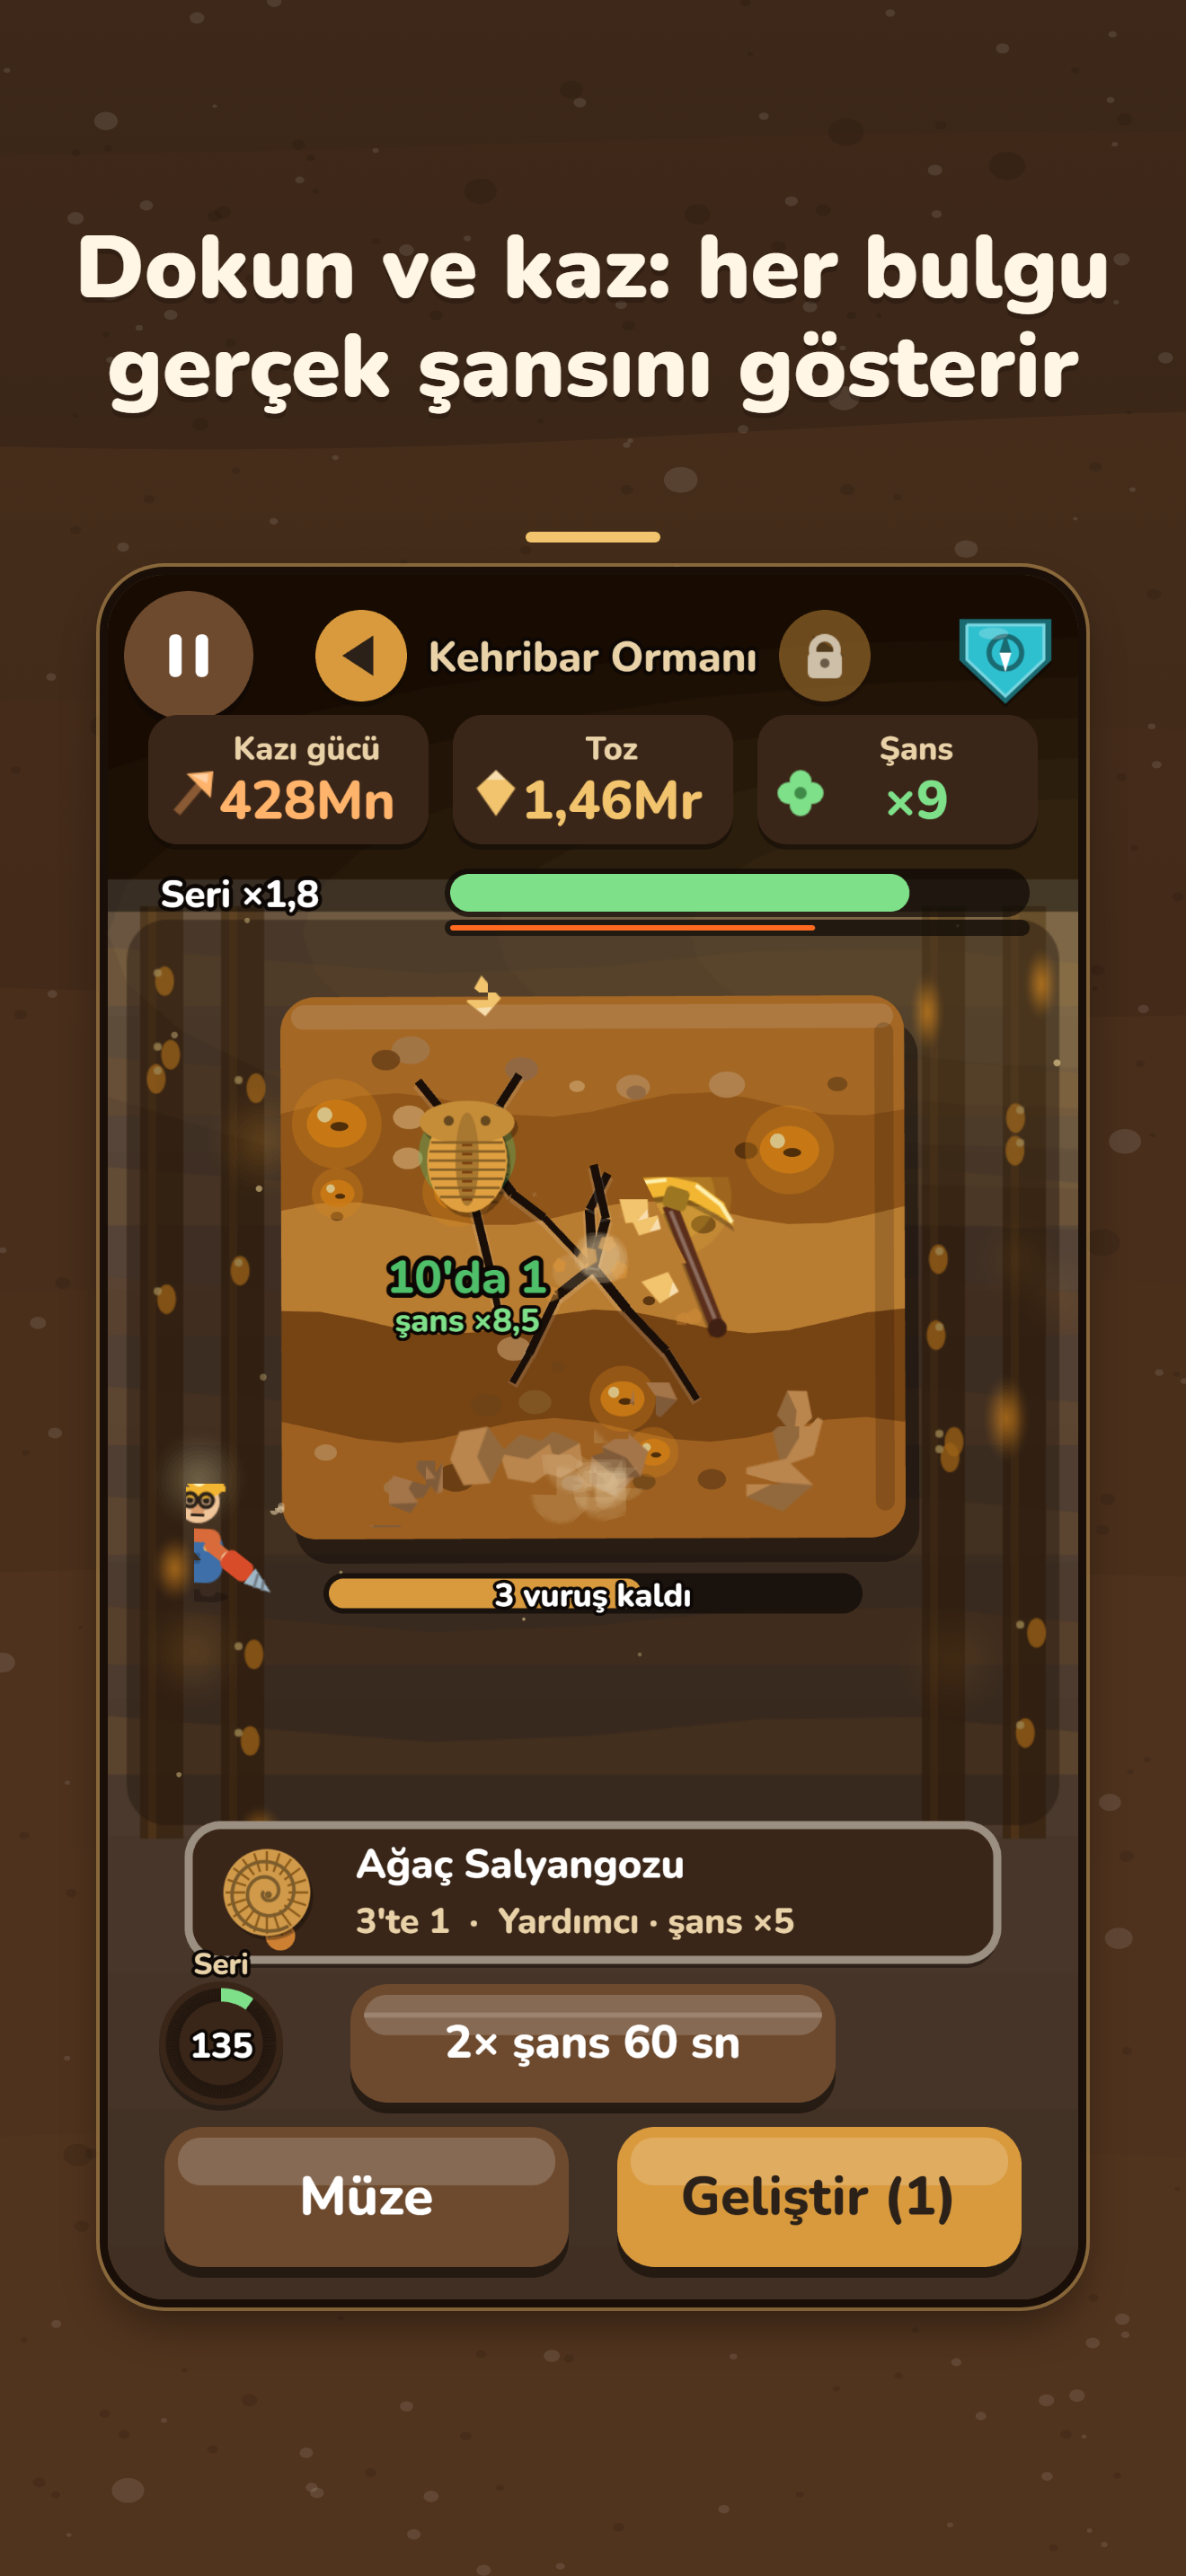 Dokun ve kaz: her bulgu
gerçek şansını gösterir
Kehribar Ormanı
Kazı gücü
428Mn
Toz
1,46Mr
Şans
×9
Seri ×1,8
10'da 1
şans ×8,5
3 vuruş kaldı
Ağaç Salyangozu
3'te 1 · Yardımcı · şans ×5
Seri
135
2× şans 60 sn
Müze
Geliştir (1)